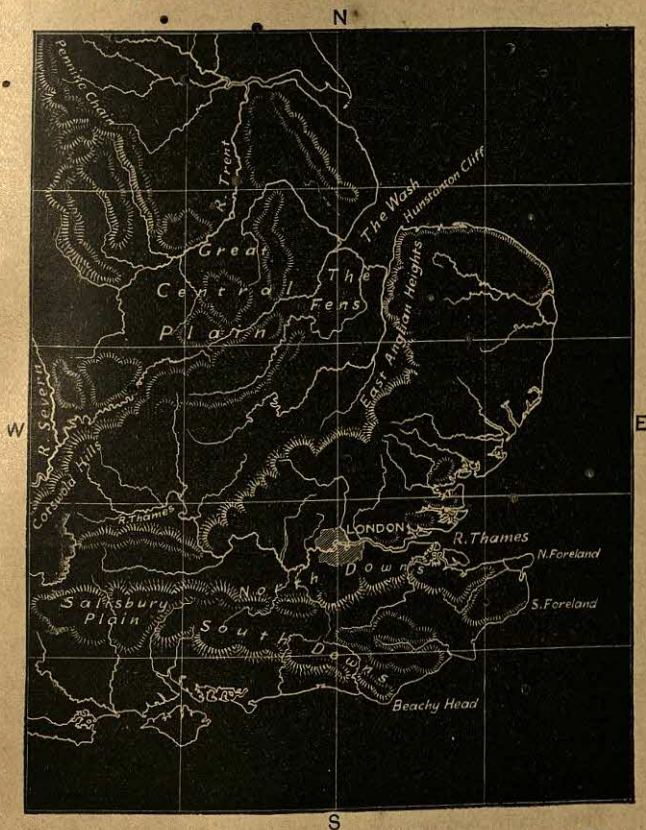 N
Pennine Chain
R. Trent
The Wash
Hunstanton Cliff
Great
Central
Plain
The
Fens
East Anglian Heights
R. Severn
W
E
Cotswold Hills
R. Thames
LONDON
R. Thames
N. Foreland
North Downs
S. Foreland
Salisbury
Plain
South Downs
Beachy Head
S